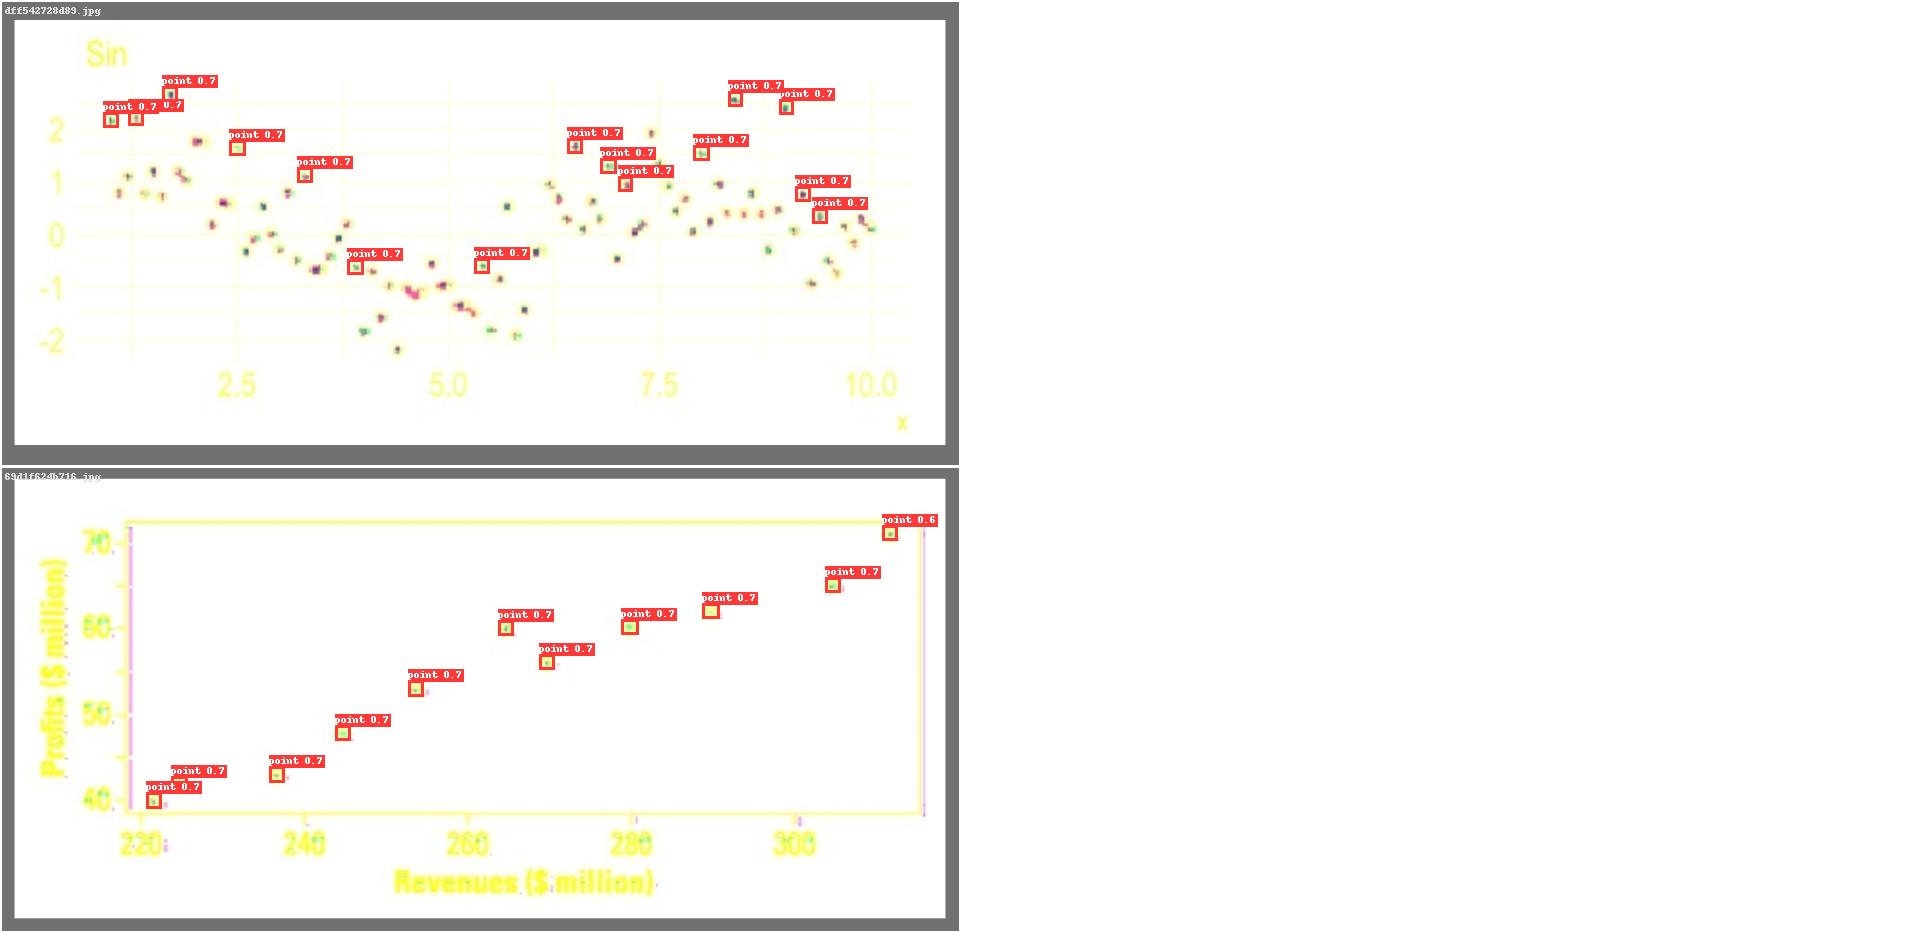 dff542728d89.jpg
Sin
point 0.7
point 0.7 0.7
point 0.7 point 0.7
point 0.7
point 0.7
point 0.7
point 0.7
point 0.7
point 0.7
point 0.7
point 0.7
point 0.7
point 0.7
point 0.7
2
1
0
-1
-2
2.5 5.0 7.5 10.0
x
69d1f624b716.jpg
point 0.6
point 0.7
point 0.7
point 0.7
point 0.7
point 0.7
point 0.7
point 0.7
point 0.7
point 0.7
point 0.7
70
60
50
40
Profits ($ million)
220 240 260 280 300
Revenues ($ million)